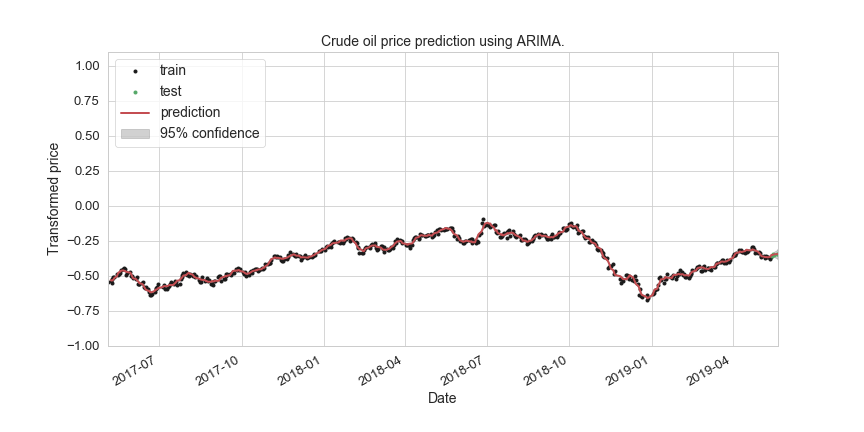 Crude oil price prediction using ARIMA.
train
test
prediction
95% confidence
1.00
0.75
0.50
0.25
0.00
−0.25
−0.50
−0.75
−1.00
Transformed price
2017-07
2017-10
2018-01
2018-04
2018-07
2018-10
2019-01
2019-04
Date